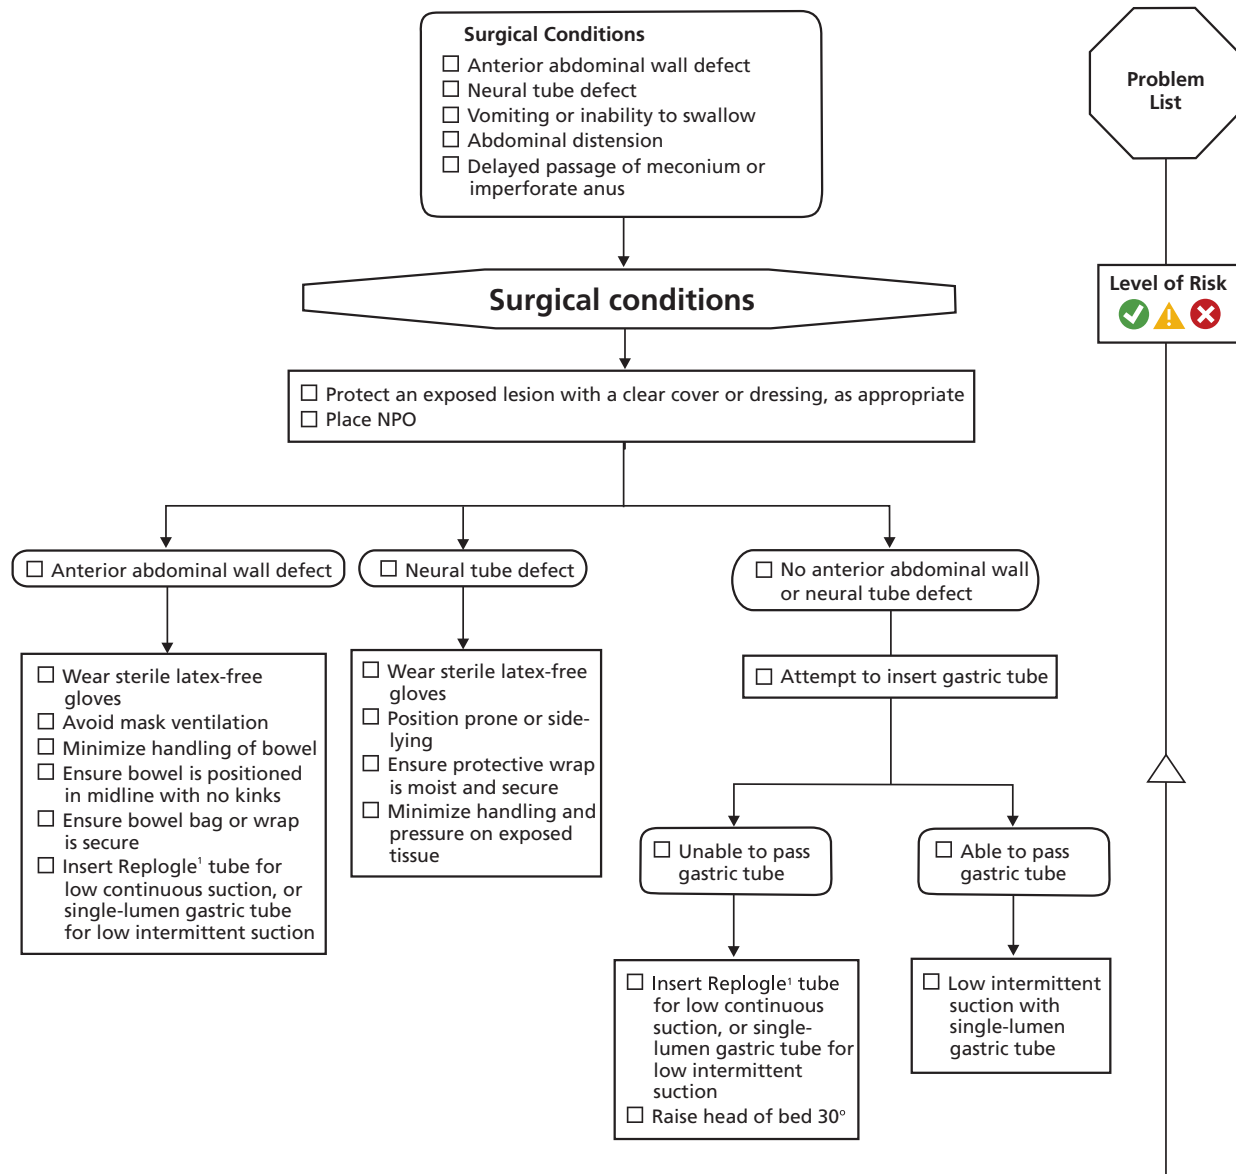 Surgical Conditions
Anterior abdominal wall defect
Neural tube defect
Vomiting or inability to swallow
Abdominal distension
Delayed passage of meconium or
imperforate anus
Problem
List
Level of Risk
Surgical conditions
Protect an exposed lesion with a clear cover or dressing, as appropriate
Place NPO
Anterior abdominal wall defect
Neural tube defect
No anterior abdominal wall
or neural tube defect
Wear sterile latex-free
gloves
Avoid mask ventilation
Minimize handling of bowel
Ensure bowel is positioned
in midline with no kinks
Ensure bowel bag or wrap
is secure
Insert Replogle¹ tube for
low continuous suction, or
single-lumen gastric tube
for low intermittent suction
Wear sterile latex-free
gloves
Position prone or side-
lying
Ensure protective wrap
is moist and secure
Minimize handling and
pressure on exposed
tissue
Attempt to insert gastric tube
Unable to pass
gastric tube
Able to pass
gastric tube
Insert Replogle¹ tube
for low continuous
suction, or single-
lumen gastric tube for
low intermittent
suction
Raise head of bed 30°
Low intermittent
suction with
single-lumen
gastric tube